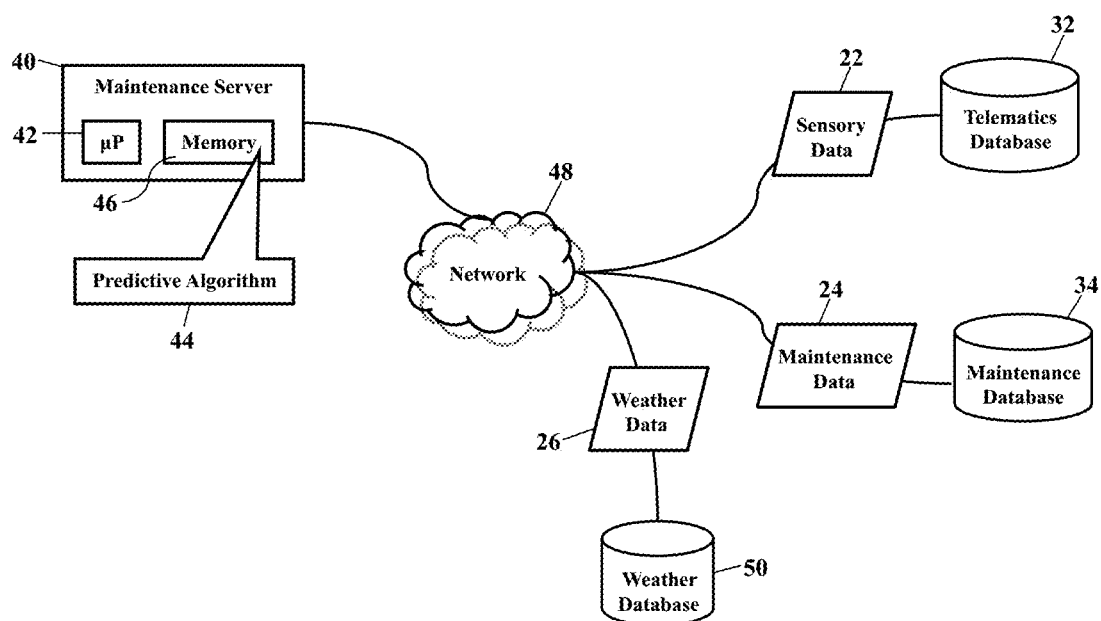 40
Maintenance Server
42
µP
Memory
46
Predictive Algorithm
44
48
Network
22
Sensory
Data
32
Telematics
Database
24
Maintenance
Data
34
Maintenance
Database
Weather
Data
26
Weather
Database
50